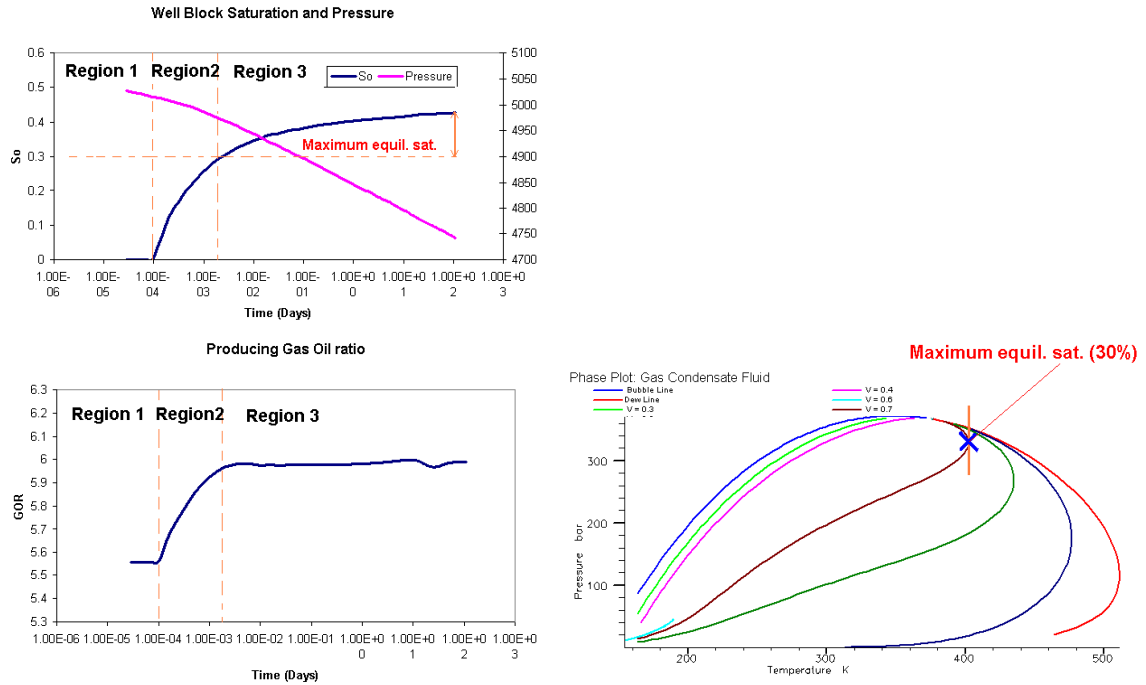 Well Block Saturation and Pressure
0.6
0.5
0.4
0.3
0.2
0.1
0
So
Region 1
Region2
Region 3
So
Pressure
Maximum equil. sat.
5100
5050
5000
4950
4900
4850
4800
4750
4700
1.00E- 1.00E- 1.00E- 1.00E- 1.00E- 1.00E- 1.00E+0 1.00E+0 1.00E+0 1.00E+0
06 05 04 03 02 01 0 1 2 3
Time (Days)
Producing Gas Oil ratio
6.3
6.2
6.1
6
5.9
5.8
5.7
5.6
5.5
5.4
5.3
GOR
Region 1
Region2
Region 3
1.00E-06 1.00E-05 1.00E-04 1.00E-03 1.00E-02 1.00E-01 1.00E+0 1.00E+0 1.00E+0 1.00E+0
0 1 2 3
Time (Days)
Maximum equil. sat. (30%)
Phase Plot: Gas Condensate Fluid
Bubble Line
Dew Line
V = 0.3
V = 0.4
V = 0.6
V = 0.7
300
200
100
Pressure bar
200 300 400 500
Temperature K